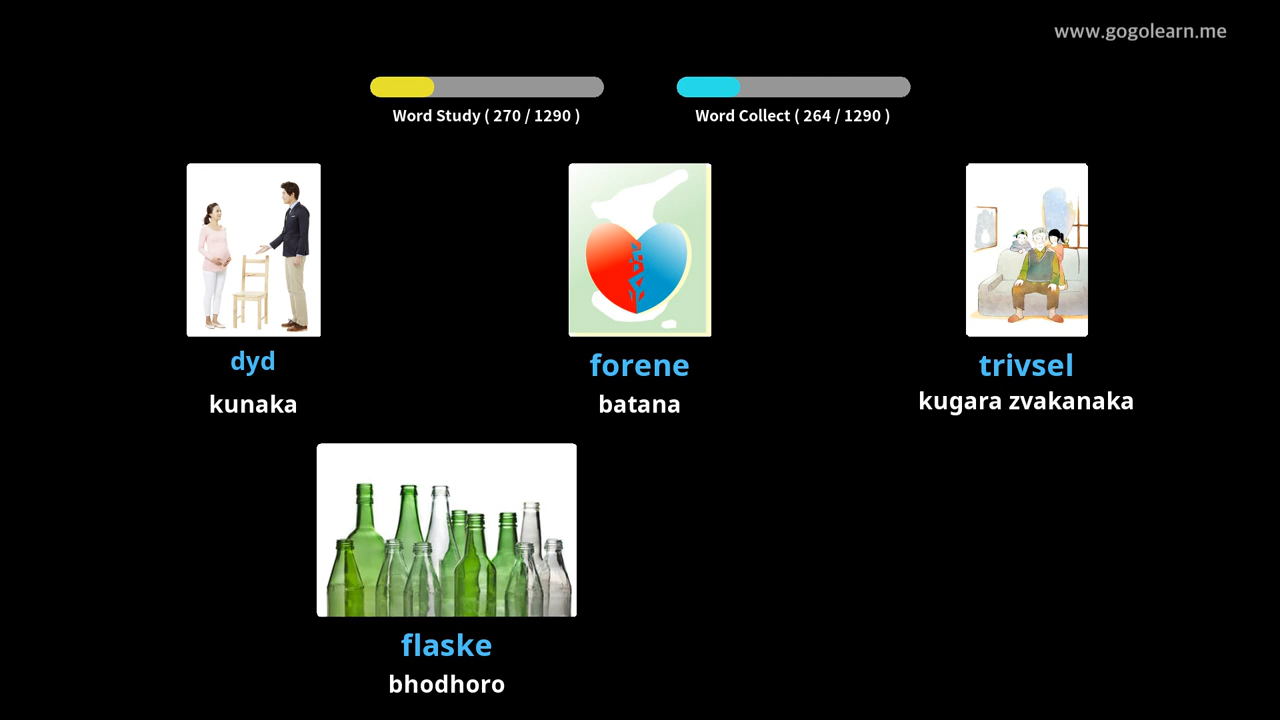 www.gogolearn.me
Word Study ( 270 / 1290 )
Word Collect ( 264 / 1290 )
dyd
kunaka
forene
batana
trivsel
kugara zvakanaka
flaske
bhodhoro